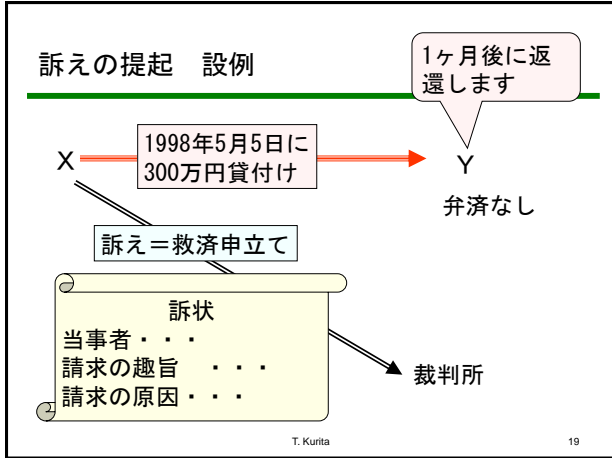 訴えの提起　設例
1ヶ月後に返
還します
X
1998年5月5日に
300万円貸付け
Y
弁済なし
訴え＝救済申立て
訴状
当事者・・・
請求の趣旨　・・・
請求の原因・・・
裁判所
T. Kurita
19